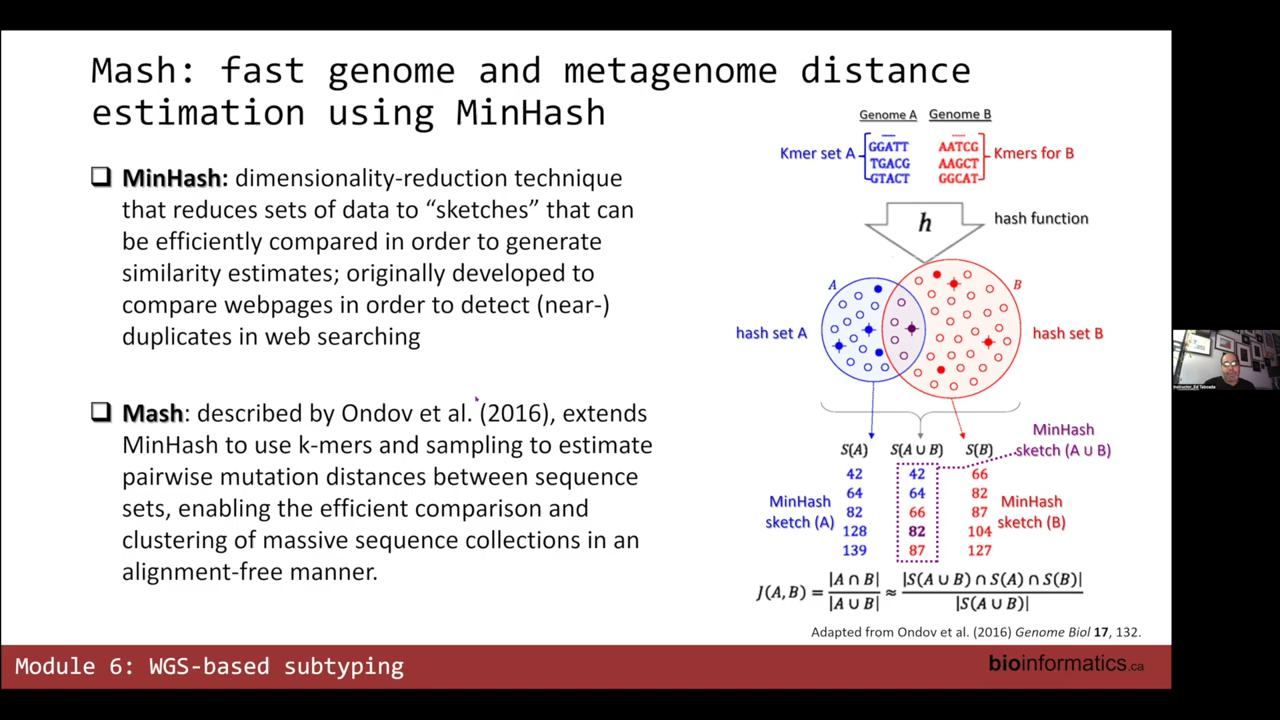 Mash: fast genome and metagenome distance
estimation using MinHash
MinHash: dimensionality-reduction technique
that reduces sets of data to “sketches” that can
be efficiently compared in order to generate
similarity estimates; originally developed to
compare webpages in order to detect (near-)
duplicates in web searching
Mash: described by Ondov et al. (2016), extends
MinHash to use k-mers and sampling to estimate
pairwise mutation distances between sequence
sets, enabling the efficient comparison and
clustering of massive sequence collections in an
alignment-free manner.
Genome A Genome B
Kmer set A GGATT AATCG Kmers for B
TGACG AAGCT
GTACT GGCAT
h hash function
A B
hash set A hash set B
MinHash
sketch (A ∪ B)
S(A) S(A ∪ B) S(B)
42 42 66
64 64 82
MinHash
sketch (A)
82 66 87
MinHash
sketch (B)
128 82 104
139 87 127
J(A, B) = |A ∩ B| / |A ∪ B| ≈ |S(A ∪ B) ∩ S(A) ∩ S(B)| / |S(A ∪ B)|
Adapted from Ondov et al. (2016) Genome Biol 17, 132.
Module 6: WGS-based subtyping
bioinformatics.ca
Instructor_Ed Taboada